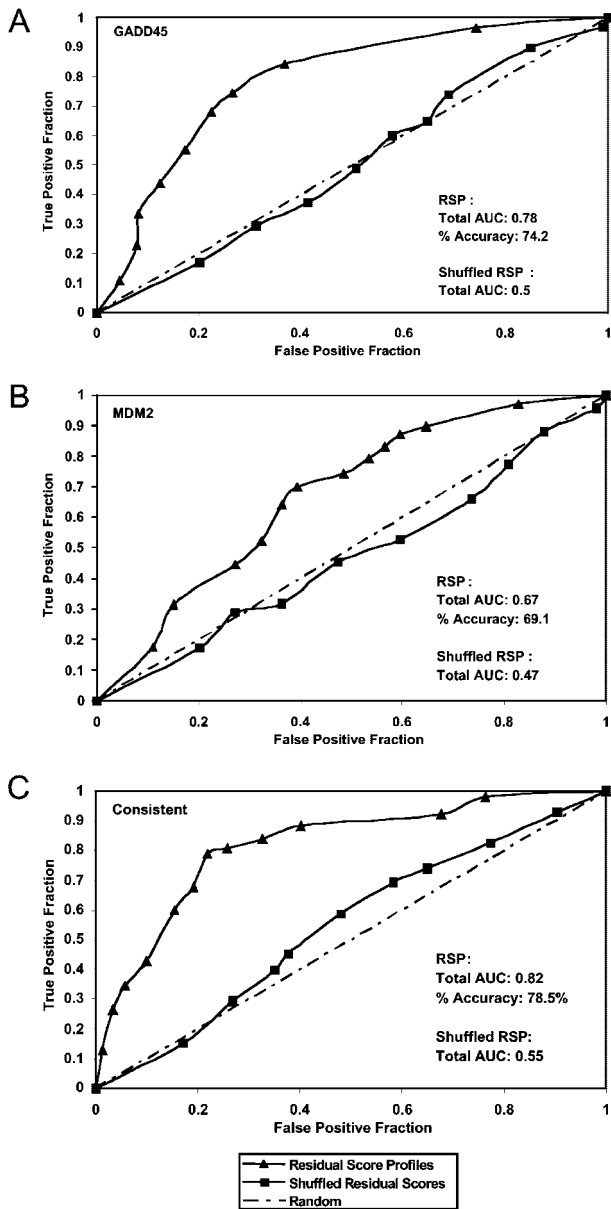 A
GADD45
1
0.9
0.8
0.7
0.6
0.5
0.4
0.3
0.2
0.1
0
True Positive Fraction
RSP :
Total AUC: 0.78
% Accuracy: 74.2
Shuffled RSP :
Total AUC: 0.5
0 0.2 0.4 0.6 0.8 1
False Positive Fraction
B
MDM2
1
0.9
0.8
0.7
0.6
0.5
0.4
0.3
0.2
0.1
0
True Positive Fraction
RSP :
Total AUC: 0.67
% Accuracy: 69.1
Shuffled RSP :
Total AUC: 0.47
0 0.2 0.4 0.6 0.8 1
False Positive Fraction
C
Consistent
1
0.9
0.8
0.7
0.6
0.5
0.4
0.3
0.2
0.1
0
True Positive Fraction
RSP:
Total AUC: 0.82
% Accuracy: 78.5%
Shuffled RSP:
Total AUC: 0.55
0 0.2 0.4 0.6 0.8 1
False Positive Fraction
Residual Score Profiles
Shuffled Residual Scores
Random